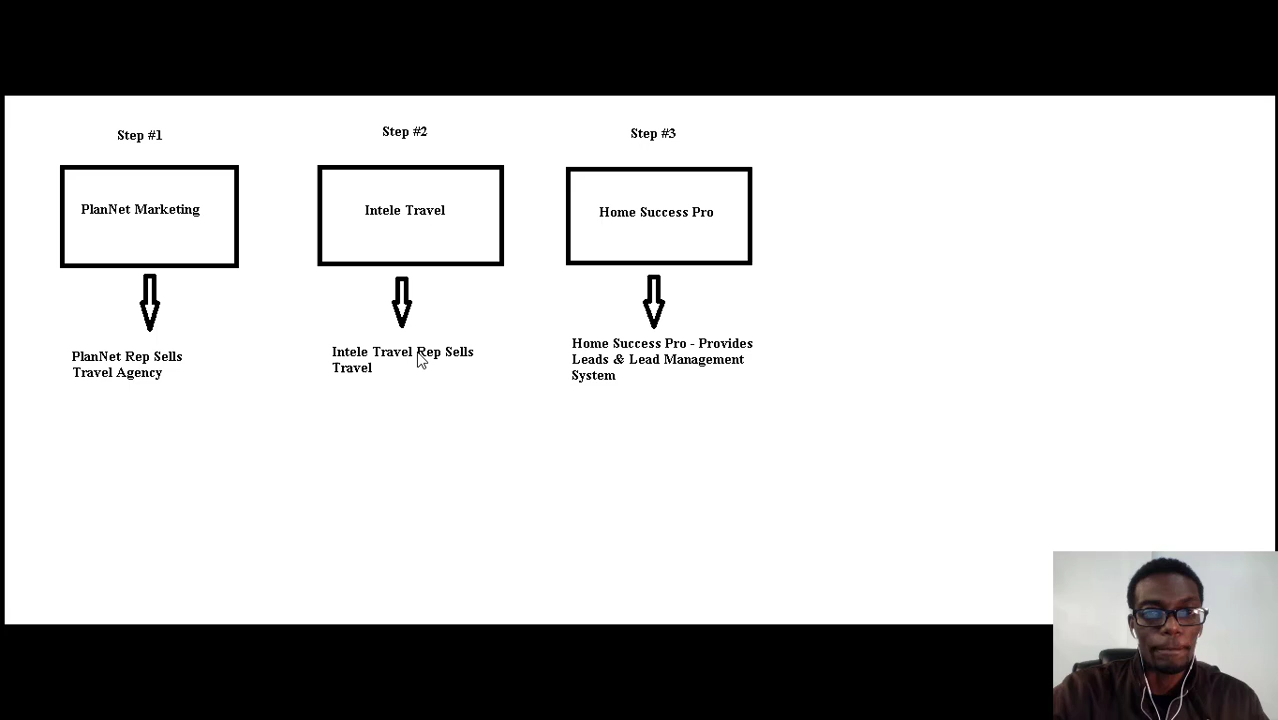 Step #1
Step #2
Step #3
PlanNet Marketing
Intele Travel
Home Success Pro
PlanNet Rep Sells
Travel Agency
Intele Travel Rep Sells
Travel
Home Success Pro - Provides
Leads & Lead Management
System